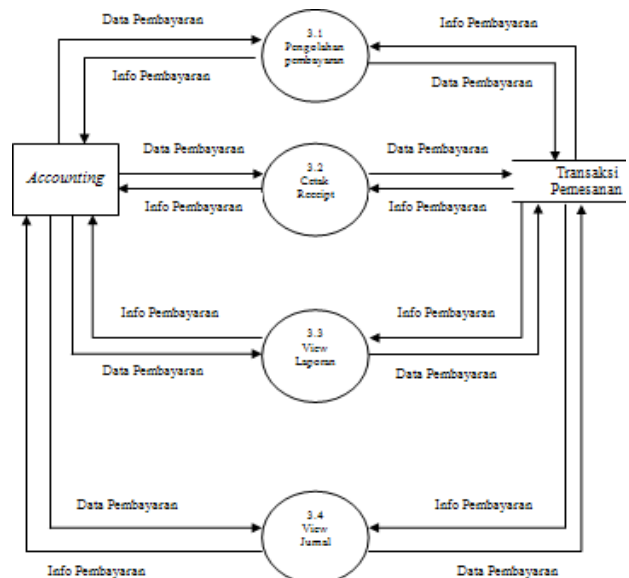 Data Pembayaran
Info Pembayaran
3.1
Pengolahan
pembayaran
Info Pembayaran
Data Pembayaran
Accounting
Data Pembayaran
Info Pembayaran
3.2
Cetak
Receipt
Data Pembayaran
Info Pembayaran
Transaksi
Pemesanan
Info Pembayaran
Data Pembayaran
3.3
View
Laporan
Info Pembayaran
Data Pembayaran
Data Pembayaran
Info Pembayaran
3.4
View
Jurnal
Info Pembayaran
Data Pembayaran